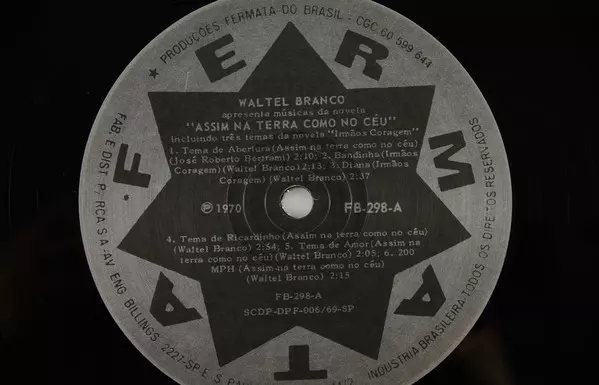 ★ PRODUÇÕES FERMATA DO BRASIL - CGC 60 599 644
FERMATA
WALTEL BRANCO
apresenta músicas da novela
"ASSIM NA TERRA COMO NO CÉU"
incluindo três temas da novela "Irmãos Coragem"
1. Tema de Abertura (Assim na terra como no céu)
(José Roberto Bertrami) 2:10; 2. Bandinha (Irmãos
Coragem) (Waltel Branco) 2:13; 3. Diana (Irmãos
Coragem) (Waltel Branco) 2:37
Ⓟ 1970
FB-298-A
4. Tema de Ricardinho (Assim na terra como no céu)
(Waltel Branco) 2:54; 5. Tema de Amor (Assim na
terra como no céu) (Waltel Branco) 2:05; 6. 200
MPH (Assim na terra como no céu)
(Waltel Branco) 2:15
FB-298-A
SCDP-DPF-006/69-SP
FAB. E DIST. P/ RCA S A /AV ENG BILLINGS, 2227-SP E S
INDÚSTRIA BRASILEIRA TODOS OS DIREITOS RESERVADOS ★